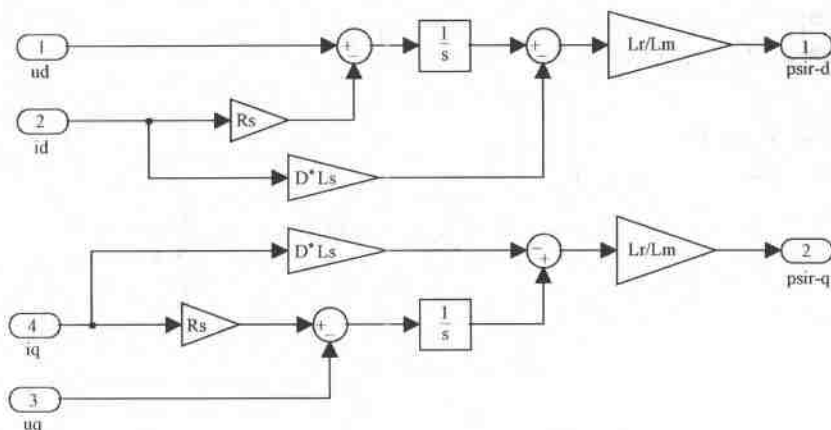 1
ud
+
−
1
s
+
−
Lr/Lm
1
psir-d
2
id
Rs
D*Ls
D*Ls
−
+
Lr/Lm
2
psir-q
4
iq
Rs
+
−
1
s
3
uq